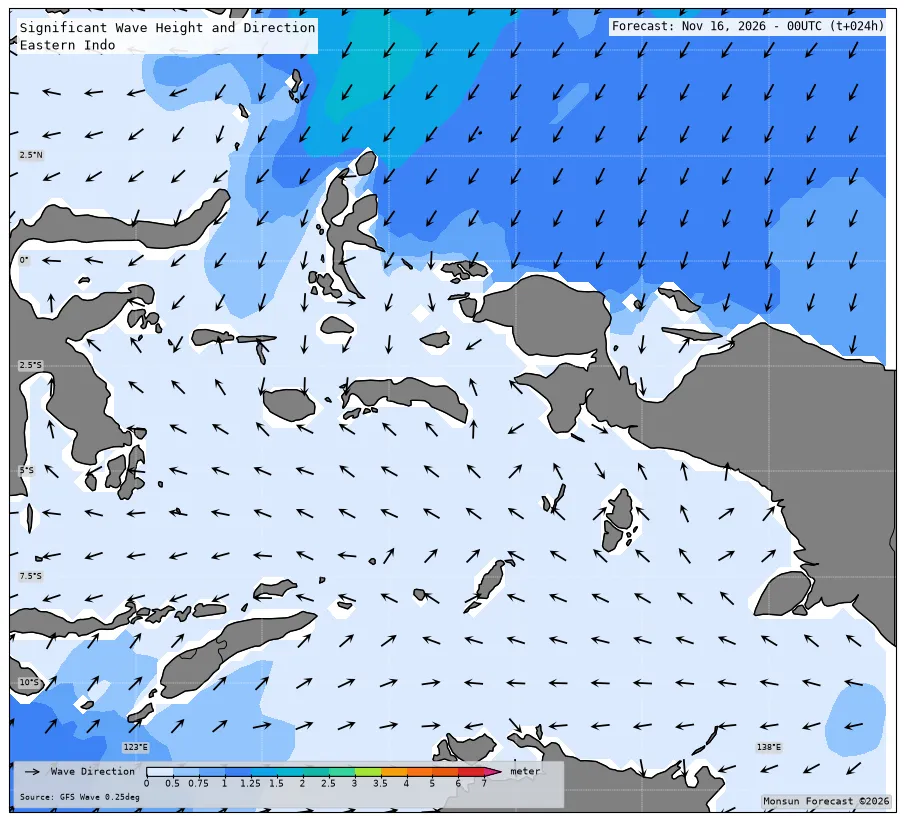 Significant Wave Height and Direction
Eastern Indo
Forecast: Nov 16, 2026 - 00UTC (t+024h)
2.5°N
0°
2.5°S
5°S
7.5°S
10°S
123°E
138°E
Wave Direction
meter
0 0.5 0.75 1 1.25 1.5 2 2.5 3 3.5 4 5 6 7
Source: GFS Wave 0.25deg
Monsun Forecast ©2026